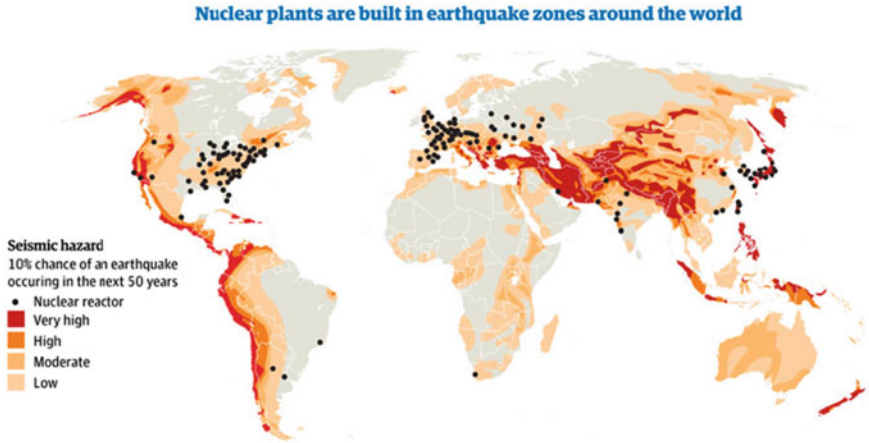 Nuclear plants are built in earthquake zones around the world
Seismic hazard
10% chance of an earthquake
occuring in the next 50 years
Nuclear reactor
Very high
High
Moderate
Low